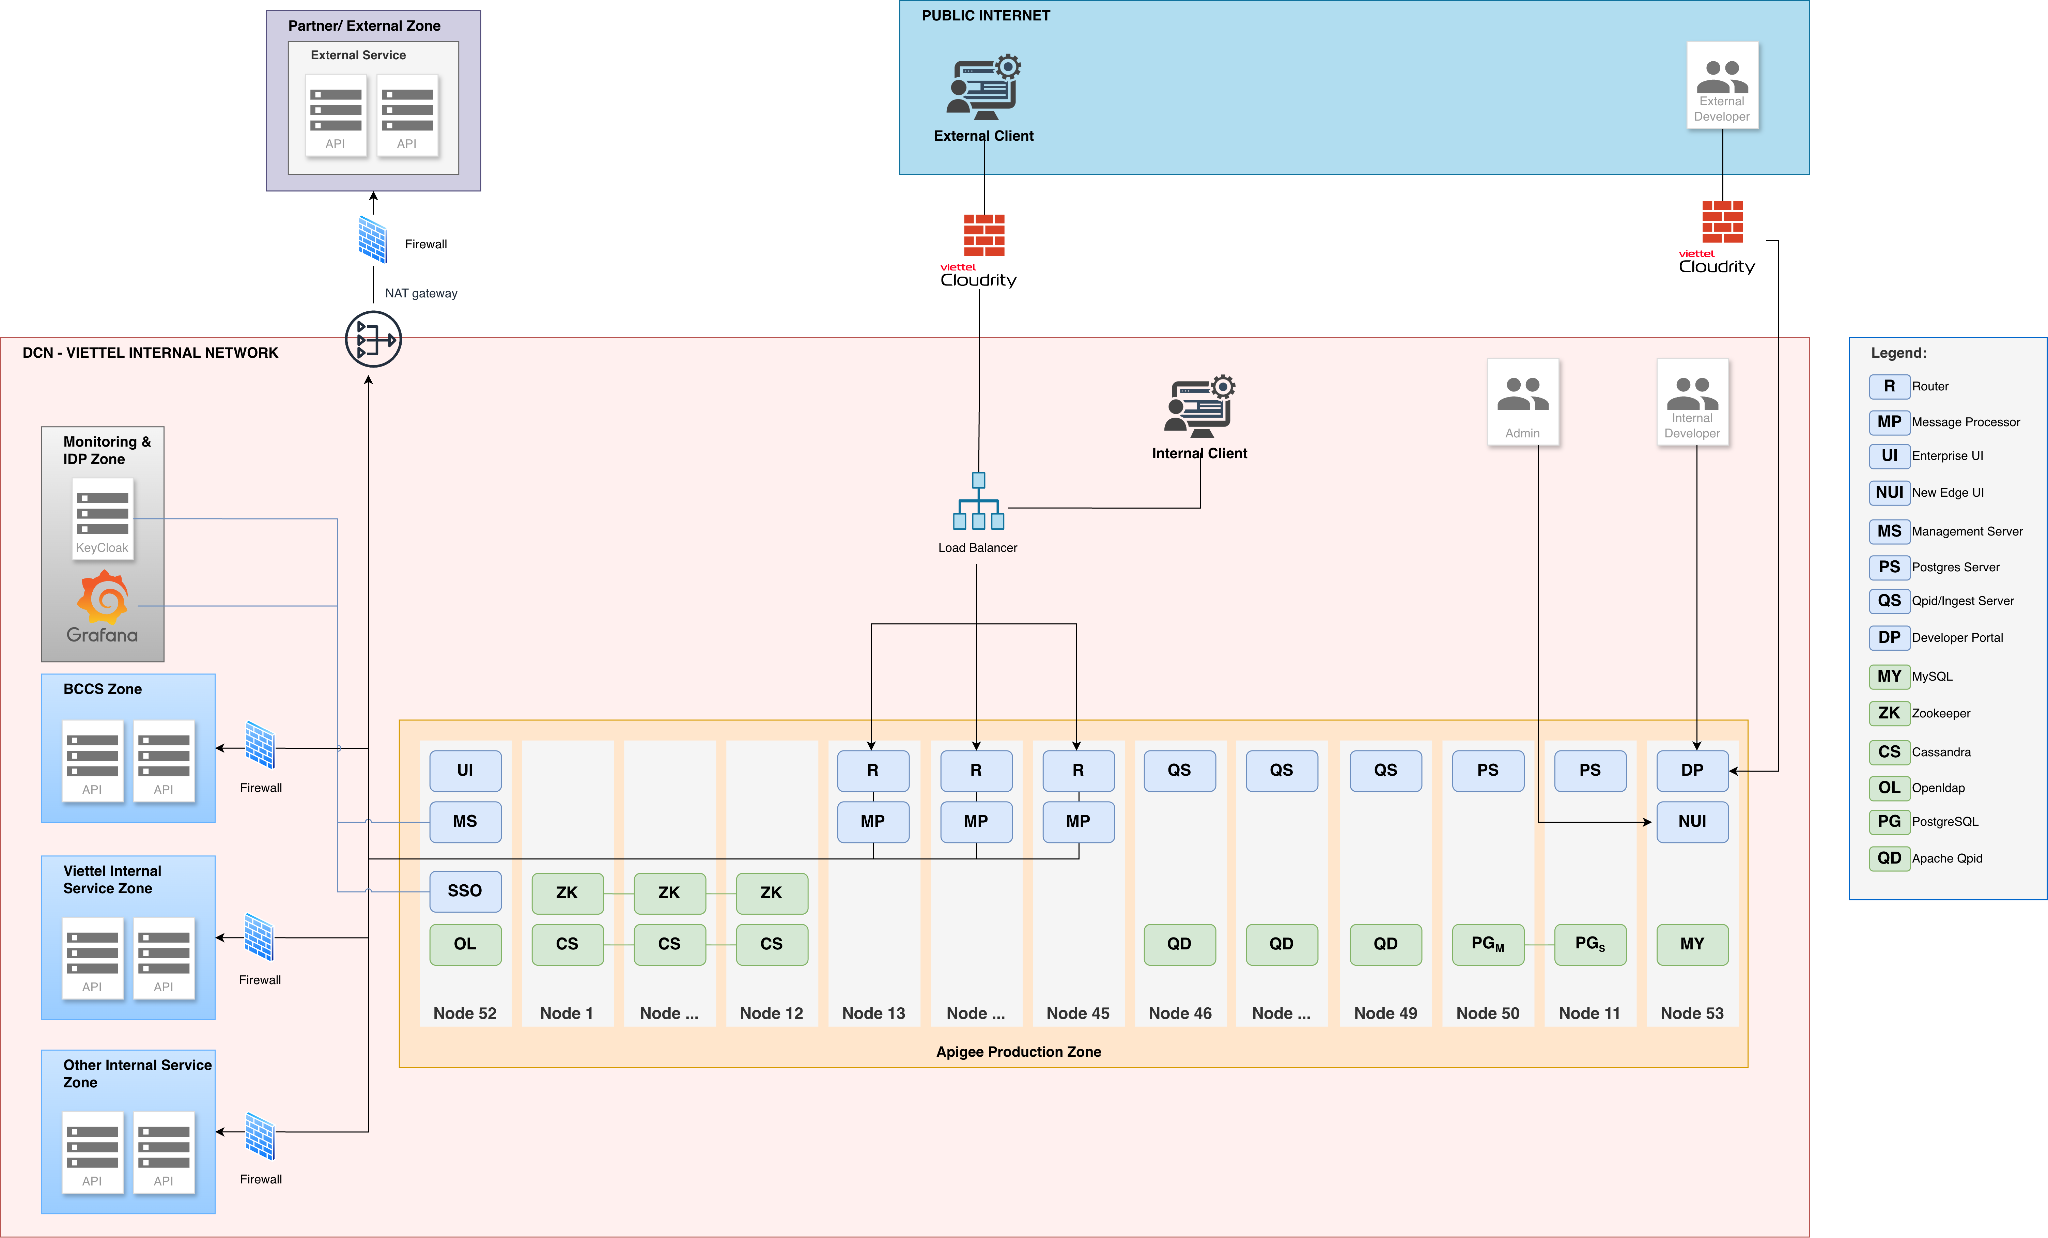 Partner/ External Zone
External Service
API
API
Firewall
NAT gateway
PUBLIC INTERNET
External Client
External
Developer
viettel
Cloudrity
viettel
Cloudrity
DCN - VIETTEL INTERNAL NETWORK
Internal Client
Admin
Internal
Developer
Load Balancer
Monitoring &
IDP Zone
KeyCloak
Grafana
BCCS Zone
API
API
Firewall
Viettel Internal
Service Zone
API
API
Firewall
Other Internal Service
Zone
API
API
Firewall
UI
R
R
R
QS
QS
QS
PS
PS
DP
MS
MP
MP
MP
NUI
SSO
ZK
ZK
ZK
OL
CS
CS
CS
QD
QD
QD
PGM
PGS
MY
Node 52
Node 1
Node ...
Node 12
Node 13
Node ...
Node 45
Node 46
Node ...
Node 49
Node 50
Node 11
Node 53
Apigee Production Zone
Legend:
R Router
MP Message Processor
UI Enterprise UI
NUI New Edge UI
MS Management Server
PS Postgres Server
QS Qpid/Ingest Server
DP Developer Portal
MY MySQL
ZK Zookeeper
CS Cassandra
OL Openldap
PG PostgreSQL
QD Apache Qpid